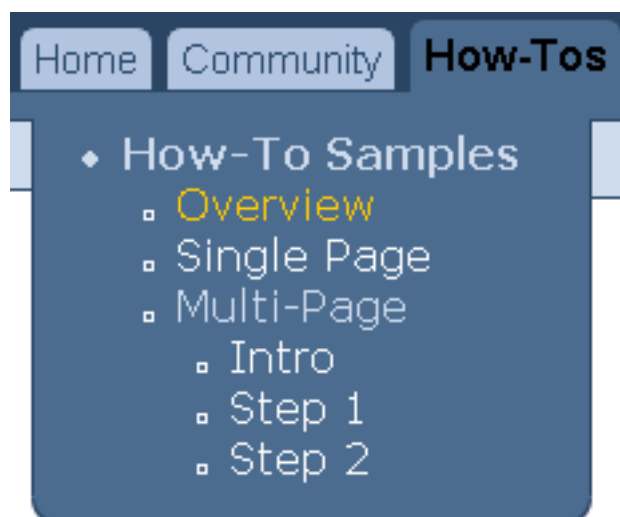 Home Community How-Tos
How-To Samples
Overview
Single Page
Multi-Page
Intro
Step 1
Step 2